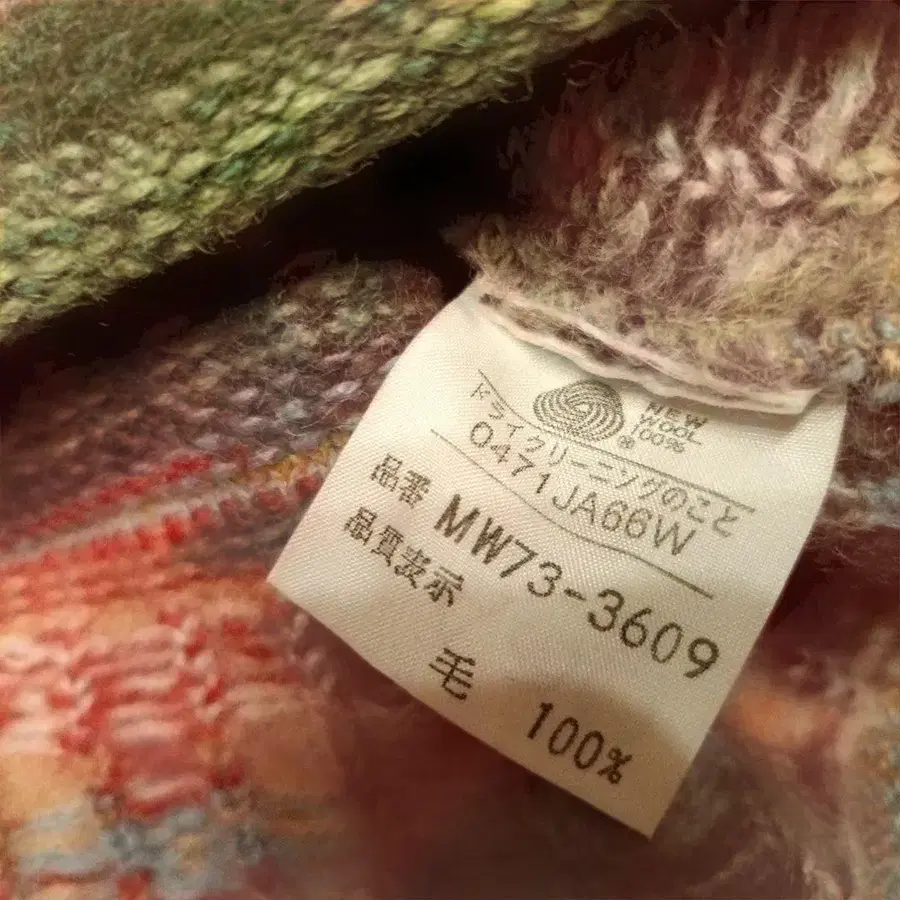 NEW
WOOL
100%
®
ドライクリーニングのこと
0471JA66W
品番 MW73-3609
品質表示
毛 100%